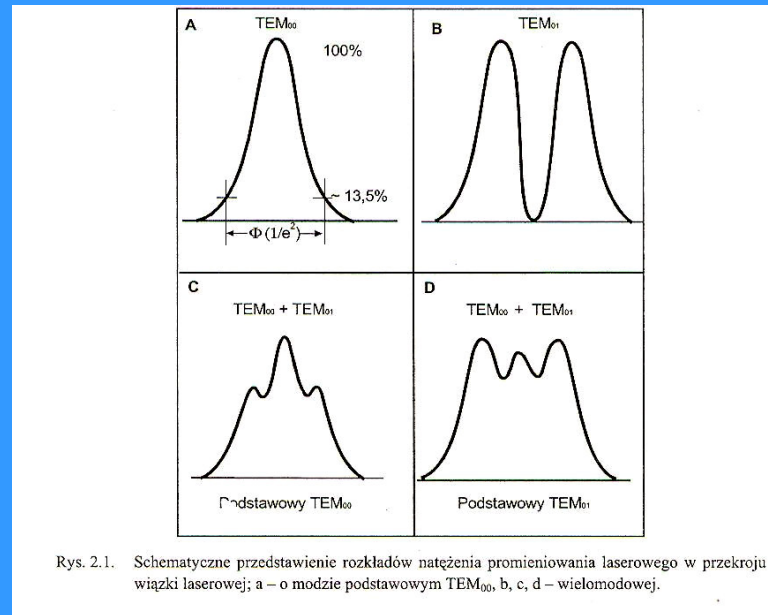 A
TEM₀₀
100%
~ 13,5%
Φ (1/e²)
B
TEM₀₁
C
TEM₀₀ + TEM₀₁
Podstawowy TEM₀₀
D
TEM₀₀ + TEM₀₁
Podstawowy TEM₀₁
Rys. 2.1. Schematyczne przedstawienie rozkładów natężenia promieniowania laserowego w przekroju
wiązki laserowej; a – o modzie podstawowym TEM₀₀, b, c, d – wielomodowej.